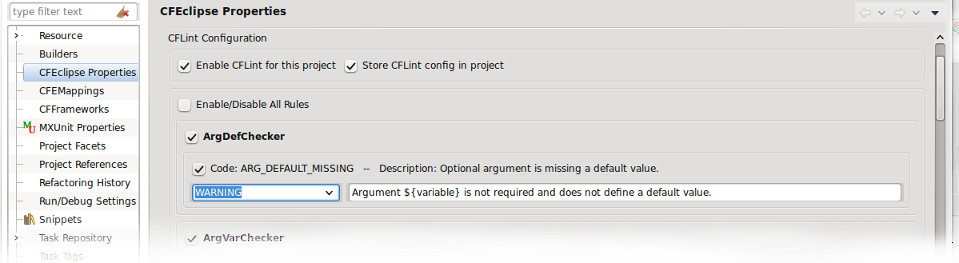 type filter text
Resource
Builders
CFEclipse Properties
CFEMappings
CFFrameworks
MU MXUnit Properties
Project Facets
Project References
Refactoring History
Run/Debug Settings
Snippets
Task Repository
Task Tags
CFEclipse Properties
CFLint Configuration
Enable CFLint for this project Store CFLint config in project
Enable/Disable All Rules
ArgDefChecker
Code: ARG_DEFAULT_MISSING -- Description: Optional argument is missing a default value.
WARNING Argument ${variable} is not required and does not define a default value.
ArgVarChecker